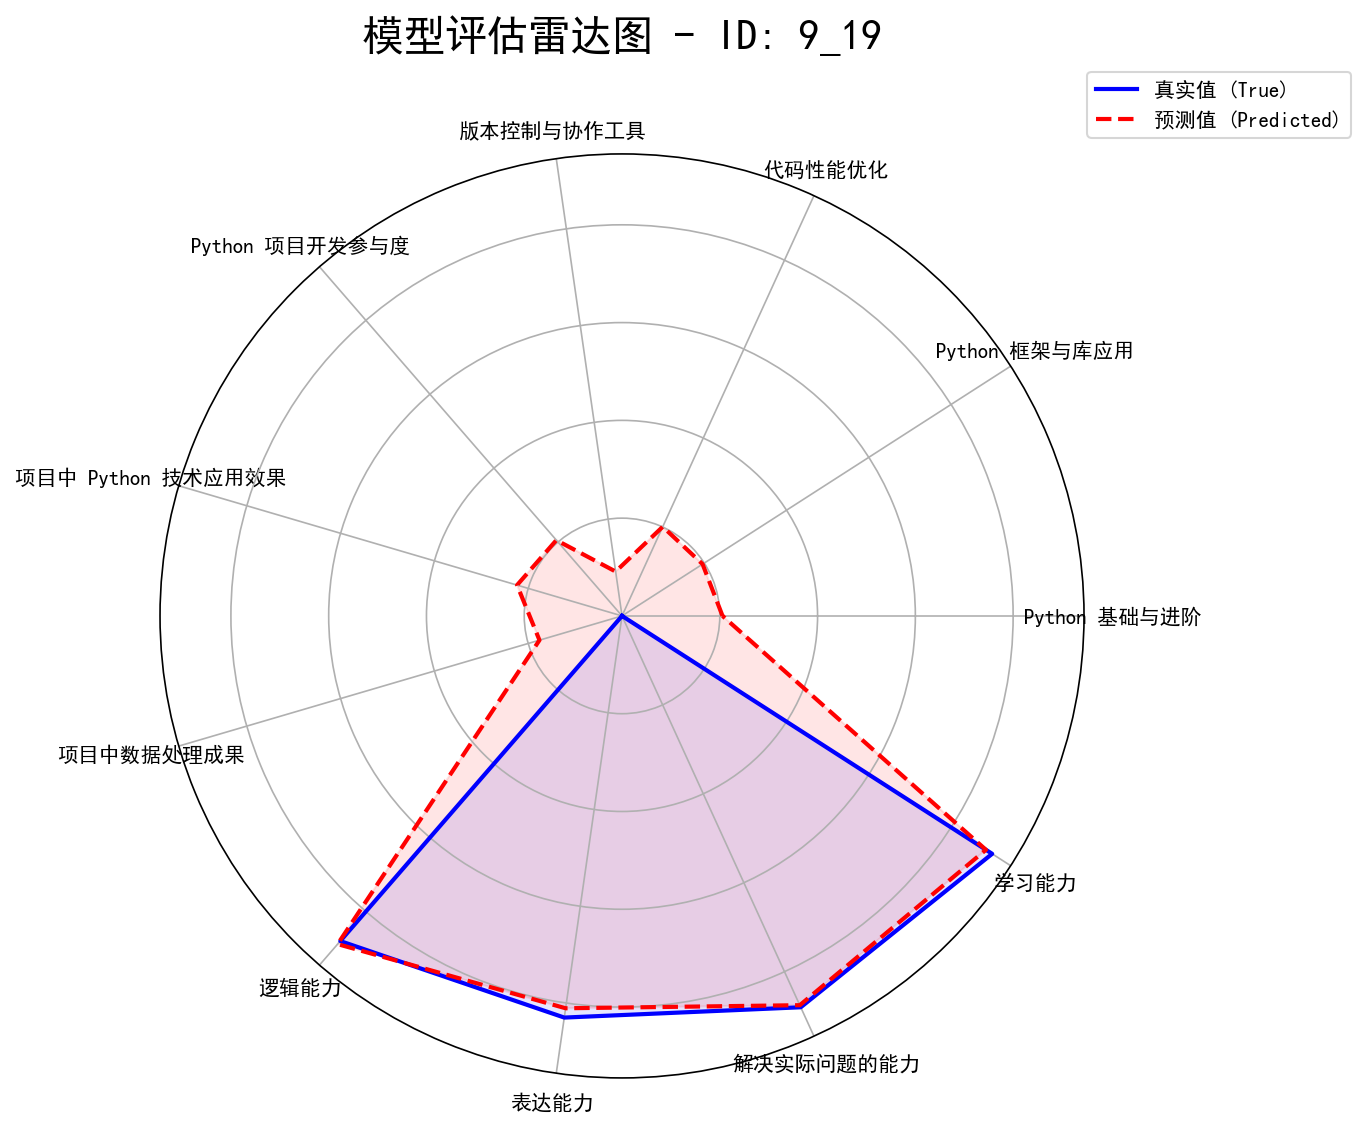 模型评估雷达图 - ID: 9_19
真实值 (True)
预测值 (Predicted)
版本控制与协作工具
代码性能优化
Python 项目开发参与度
Python 框架与库应用
项目中 Python 技术应用效果
Python 基础与进阶
项目中数据处理成果
学习能力
逻辑能力
解决实际问题的能力
表达能力